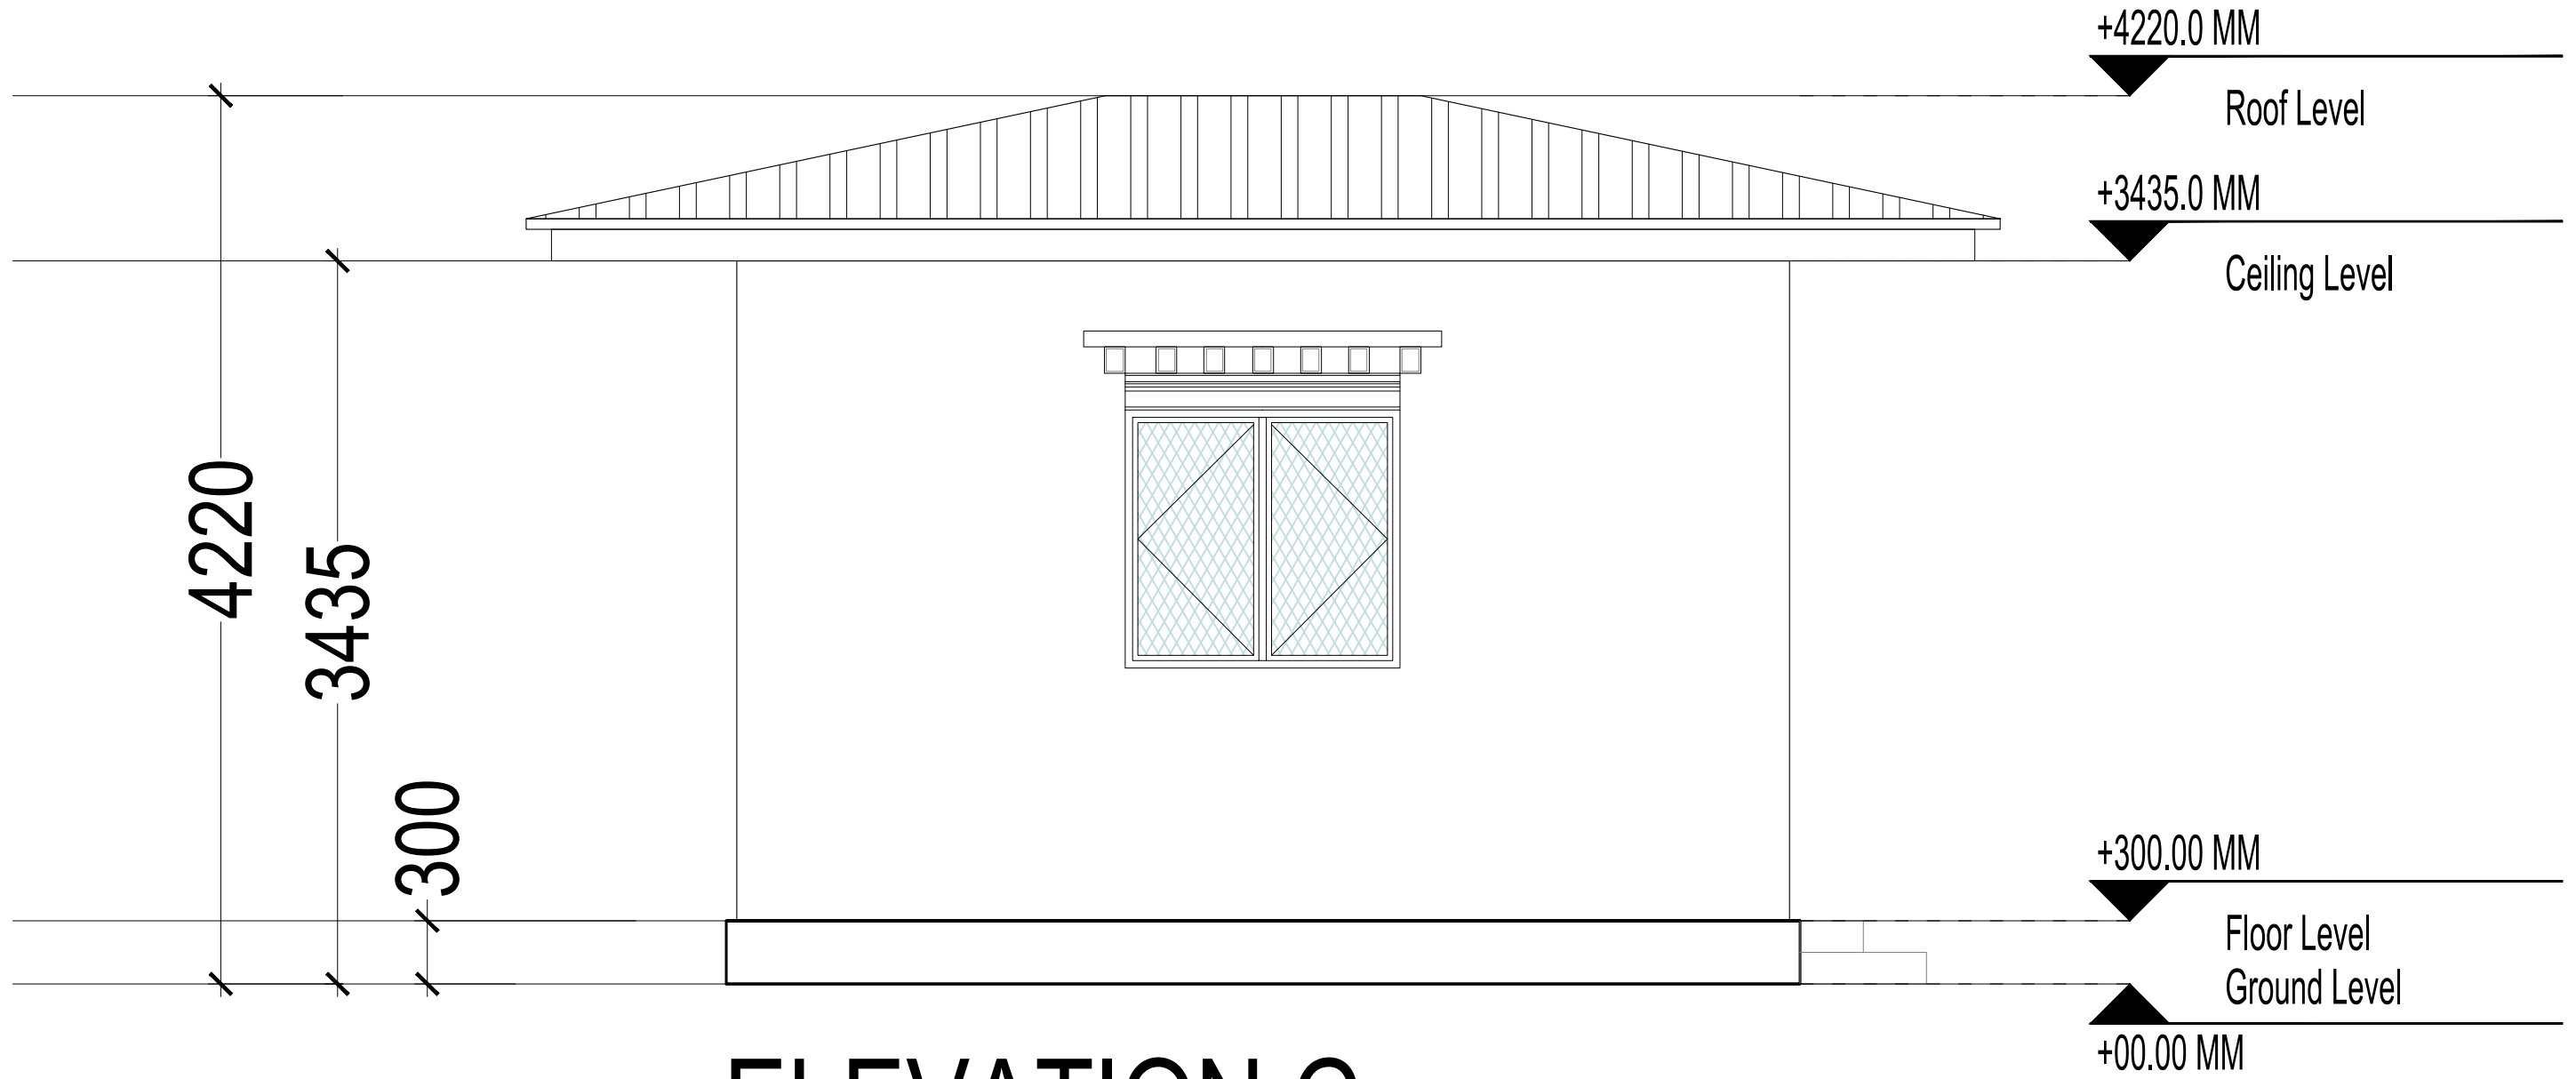 +4220.0 MM
Roof Level
+3435.0 MM
Ceiling Level
4220
3435
300
+300.00 MM
Floor Level
Ground Level
+00.00 MM
ELEVATION